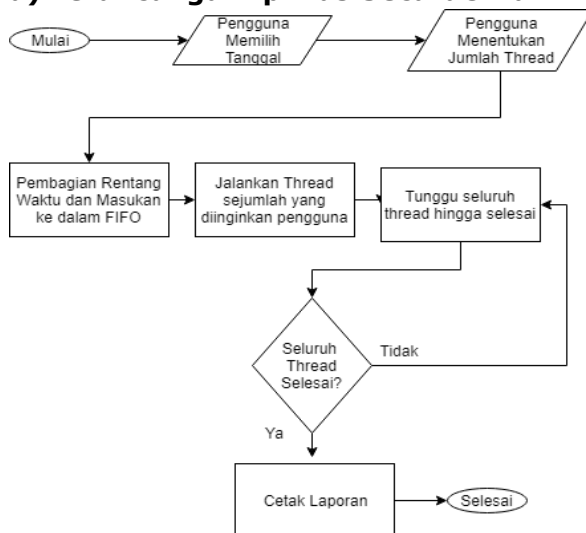 Mulai
Pengguna
Memilih
Tanggal
Pengguna
Menentukan
Jumlah Thread
Pembagian Rentang
Waktu dan Masukan
ke dalam FIFO
Jalankan Thread
sejumlah yang
diinginkan pengguna
Tunggu seluruh
thread hingga selesai
Seluruh
Thread
Selesai?
Tidak
Ya
Cetak Laporan
Selesai